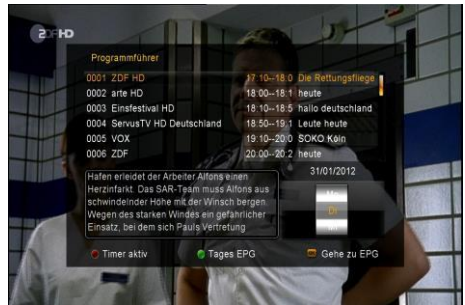 ZDF HD
Programmführer
0001 ZDF HD 17:10--18:0 Die Rettungsfliege
0002 arte HD 18:00--18:1 heute
0003 Einsfestival HD 18:10--18:5 hallo deutschland
0004 ServusTV HD Deutschland 18:50--19:1 Leute heute
0005 VOX 19:10--20:0 SOKO Köln
0006 ZDF 20:00--20:2 heute
Hafen erleidet der Arbeiter Alfons einen
Herzinfarkt. Das SAR-Team muss Alfons aus
schwindelnder Höhe mit der Winsch bergen.
Wegen des starken Windes ein gefährlicher
Einsatz, bei dem sich Pauls Vertretung
31/01/2012
Mo
Di
Mi
Timer aktiv Tages EPG Gehe zu EPG